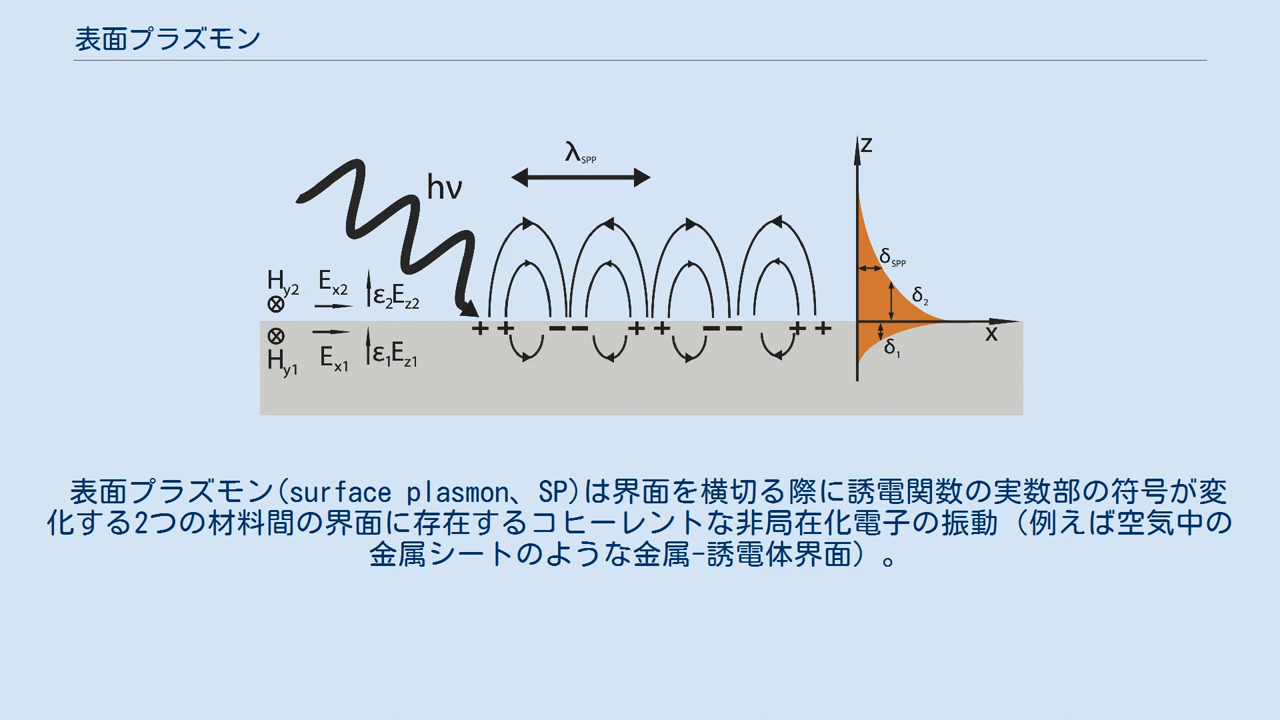 表面プラズモン
z
λSPP
hν
δSPP
Hy2 Ex2 ε2Ez2
δ2
⊗
+ + − − + + − − + +
x
⊗
Hy1 Ex1 ε1Ez1
δ1
表面プラズモン(surface plasmon、SP)は界面を横切る際に誘電関数の実数部の符号が変
化する2つの材料間の界面に存在するコヒーレントな非局在化電子の振動（例えば空気中の
金属シートのような金属-誘電体界面）。